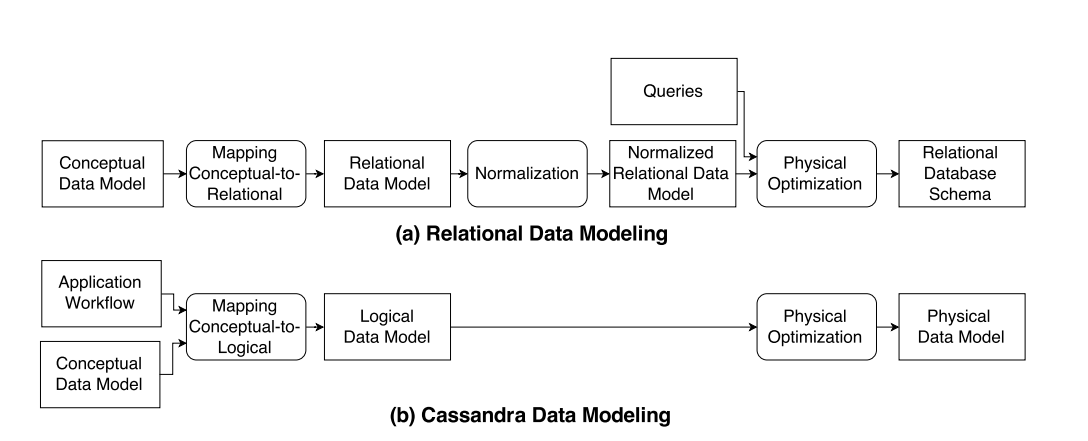 Queries
Conceptual
Data Model
Mapping
Conceptual-to-
Relational
Relational
Data Model
Normalization
Normalized
Relational Data
Model
Physical
Optimization
Relational
Database
Schema
(a) Relational Data Modeling
Application
Workflow
Conceptual
Data Model
Mapping
Conceptual-to-
Logical
Logical
Data Model
Physical
Optimization
Physical
Data Model
(b) Cassandra Data Modeling